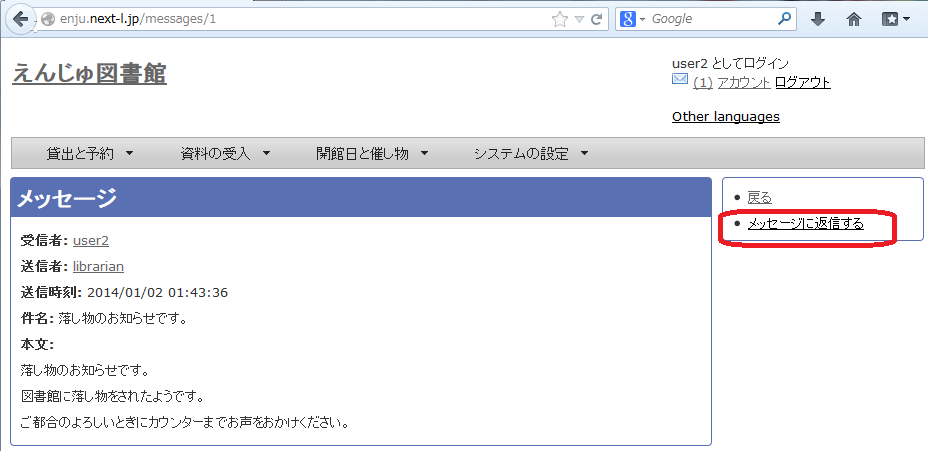 enju.next-l.jp/messages/1
Google
えんじゅ図書館
user2 としてログイン
(1) アカウント ログアウト
Other languages
貸出と予約 資料の受入 開館日と催し物 システムの設定
メッセージ
受信者: user2
送信者: librarian
送信時刻: 2014/01/02 01:43:36
件名: 落し物のお知らせです。
本文:
落し物のお知らせです。
図書館に落し物をされたようです。
ご都合のよろしいときにカウンターまでお声をおかけください。
戻る
メッセージに返信する